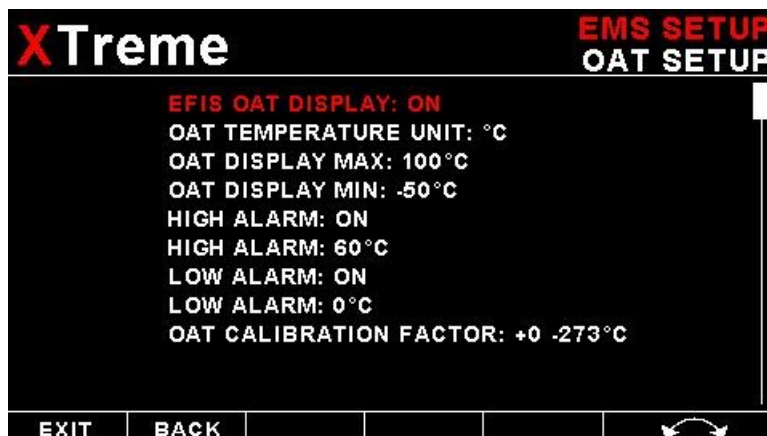 XTreme
EMS SETUP
OAT SETUP
EFIS OAT DISPLAY: ON
OAT TEMPERATURE UNIT: °C
OAT DISPLAY MAX: 100°C
OAT DISPLAY MIN: -50°C
HIGH ALARM: ON
HIGH ALARM: 60°C
LOW ALARM: ON
LOW ALARM: 0°C
OAT CALIBRATION FACTOR: +0 -273°C
EXIT BACK